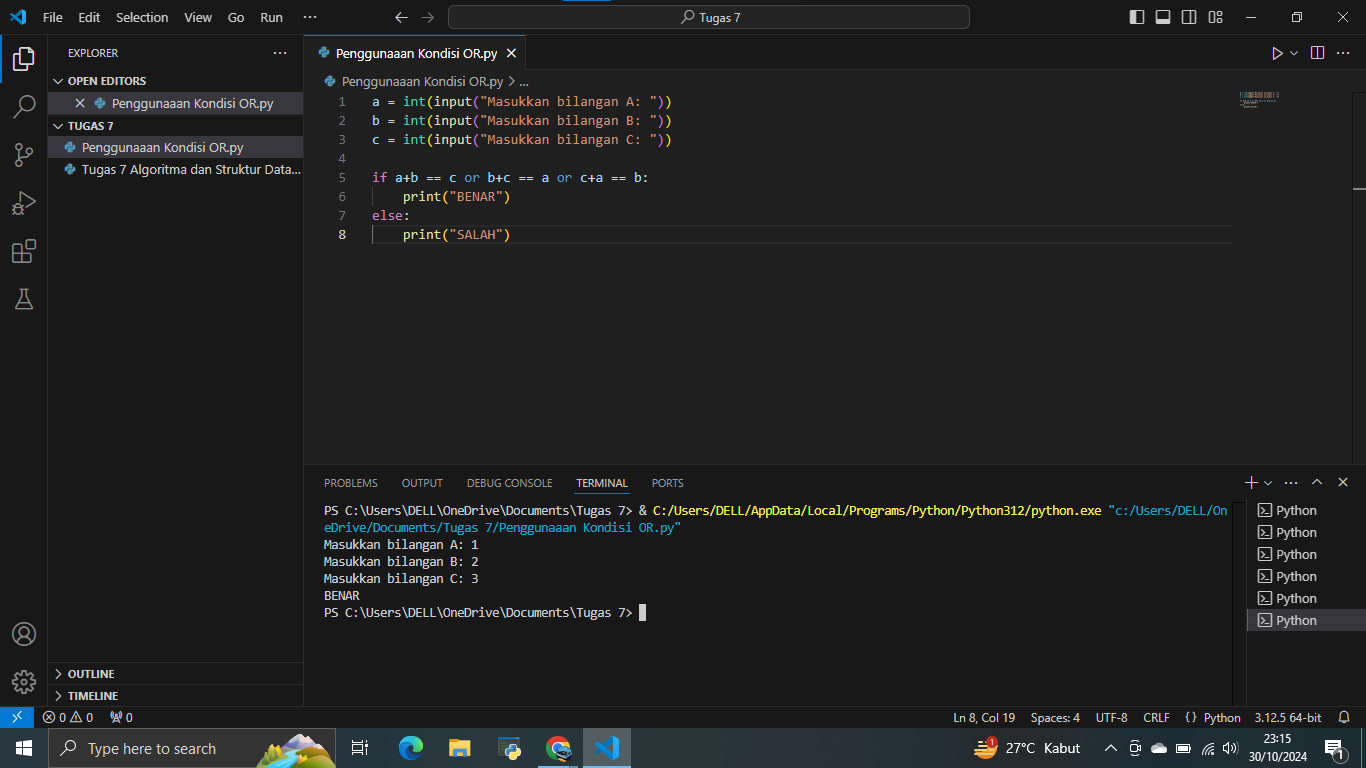 File Edit Selection View Go Run ···
Tugas 7
EXPLORER ···
OPEN EDITORS
Penggunaaan Kondisi OR.py
TUGAS 7
Penggunaaan Kondisi OR.py
Tugas 7 Algoritma dan Struktur Data...
OUTLINE
TIMELINE
Penggunaaan Kondisi OR.py
Penggunaaan Kondisi OR.py > ...
1 a = int(input("Masukkan bilangan A: "))
2 b = int(input("Masukkan bilangan B: "))
3 c = int(input("Masukkan bilangan C: "))
4
5 if a+b == c or b+c == a or c+a == b:
6 print("BENAR")
7 else:
8 print("SALAH")
PROBLEMS OUTPUT DEBUG CONSOLE TERMINAL PORTS
PS C:\Users\DELL\OneDrive\Documents\Tugas 7> & C:/Users/DELL/AppData/Local/Programs/Python/Python312/python.exe "c:/Users/DELL/On
eDrive/Documents/Tugas 7/Penggunaaan Kondisi OR.py"
Masukkan bilangan A: 1
Masukkan bilangan B: 2
Masukkan bilangan C: 3
BENAR
PS C:\Users\DELL\OneDrive\Documents\Tugas 7>
Python
Python
Python
Python
Python
Python
0 0 0 Ln 8, Col 19 Spaces: 4 UTF-8 CRLF {} Python 3.12.5 64-bit
Type here to search
1 27°C Kabut
23:15
30/10/2024
1